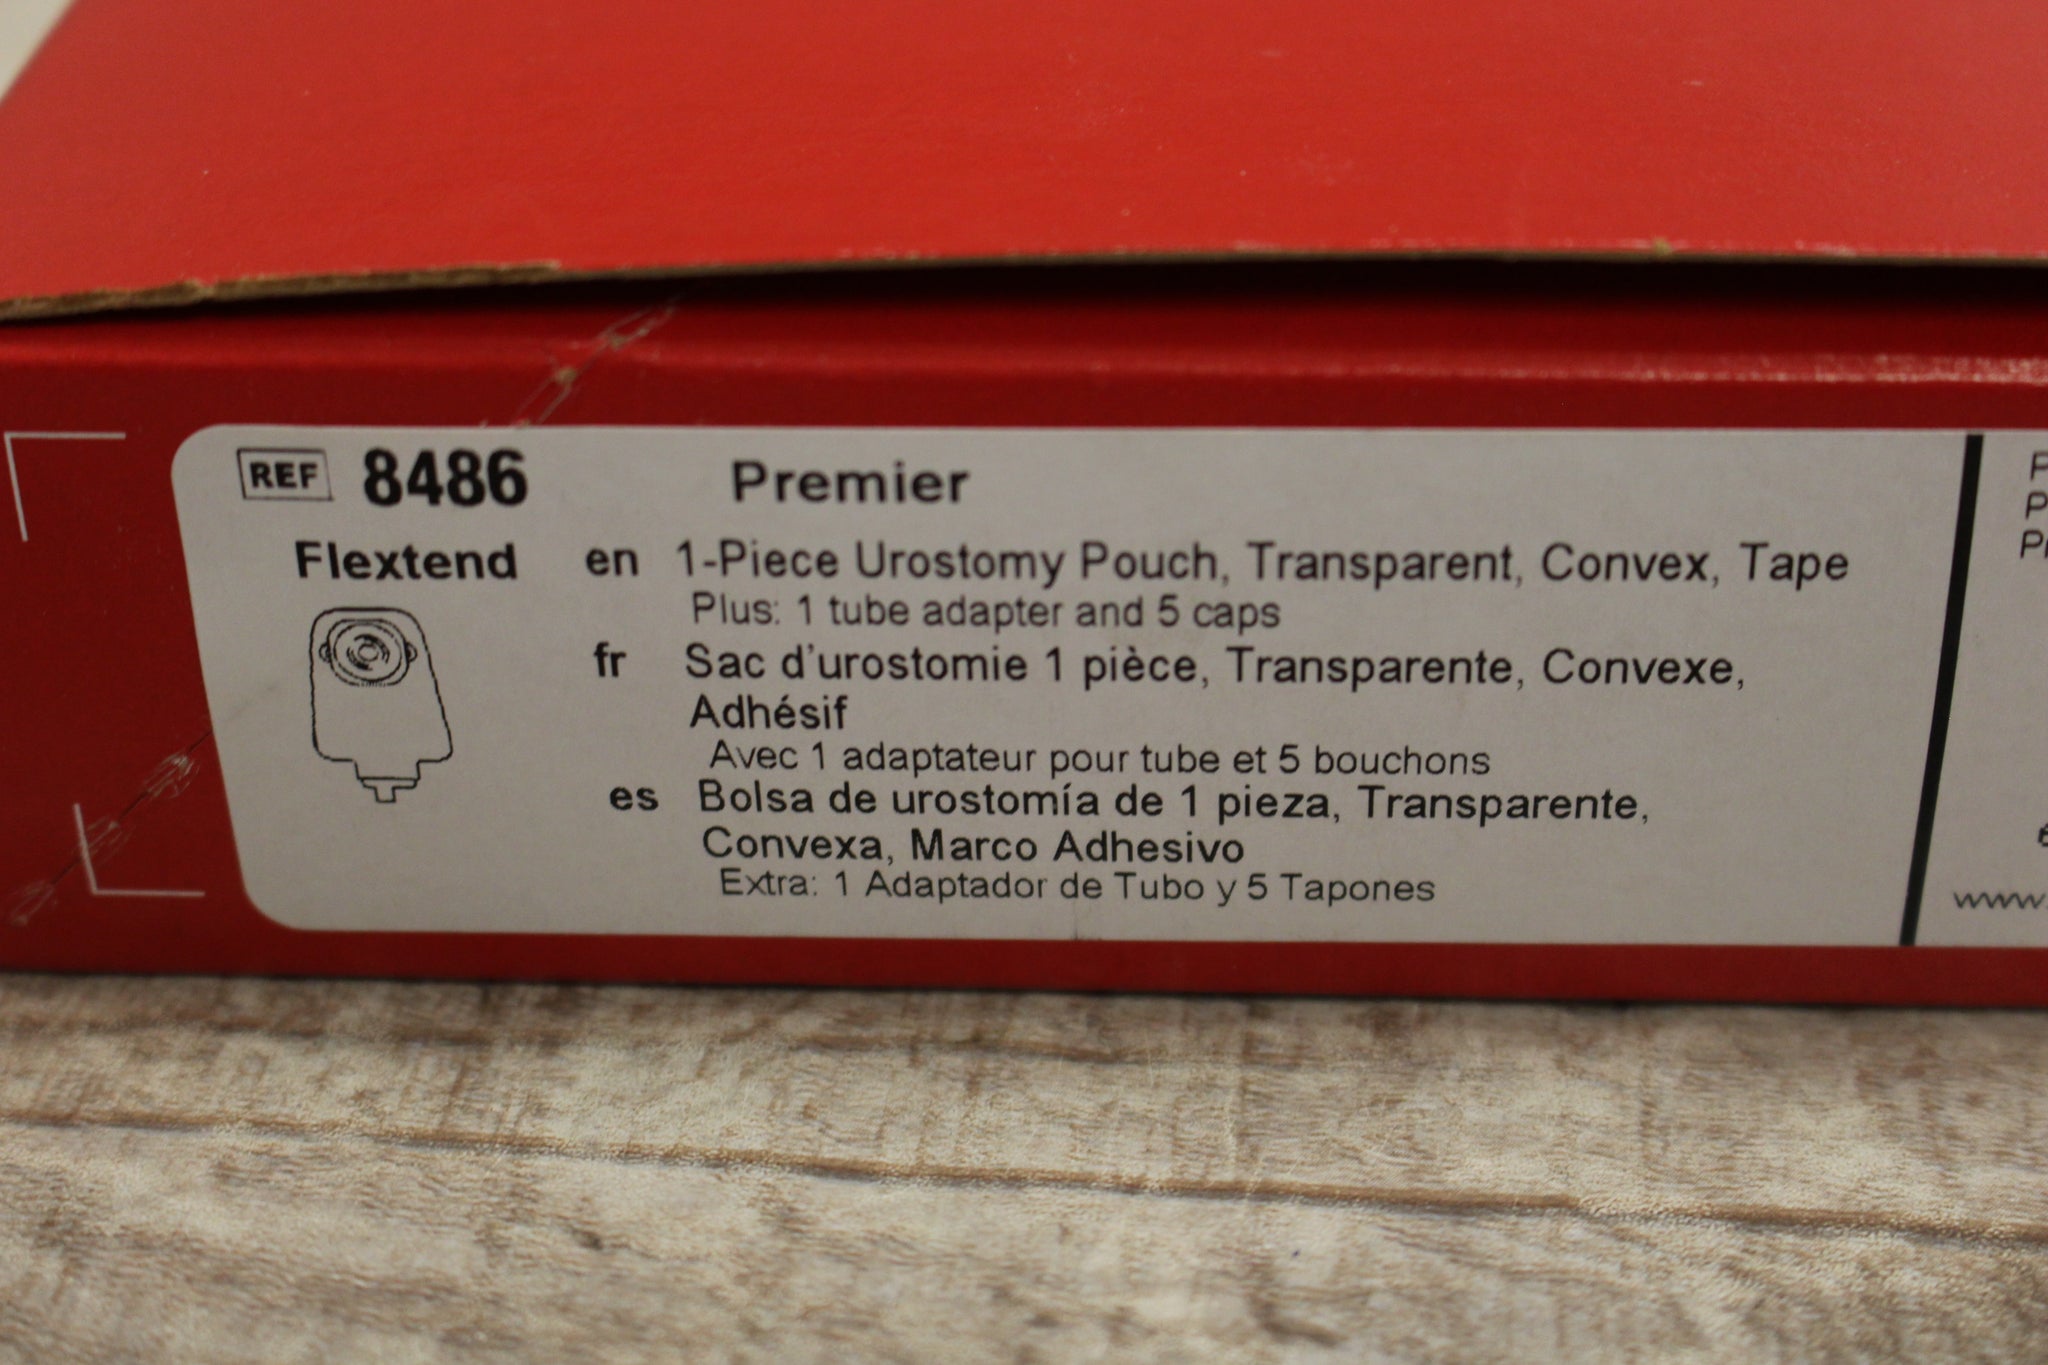 REF 8486 Premier
Flextend en 1-Piece Urostomy Pouch, Transparent, Convex, Tape
Plus: 1 tube adapter and 5 caps
fr Sac d'urostomie 1 pièce, Transparente, Convexe,
Adhésif
Avec 1 adaptateur pour tube et 5 bouchons
es Bolsa de urostomía de 1 pieza, Transparente,
Convexa, Marco Adhesivo
Extra: 1 Adaptador de Tubo y 5 Tapones
www.